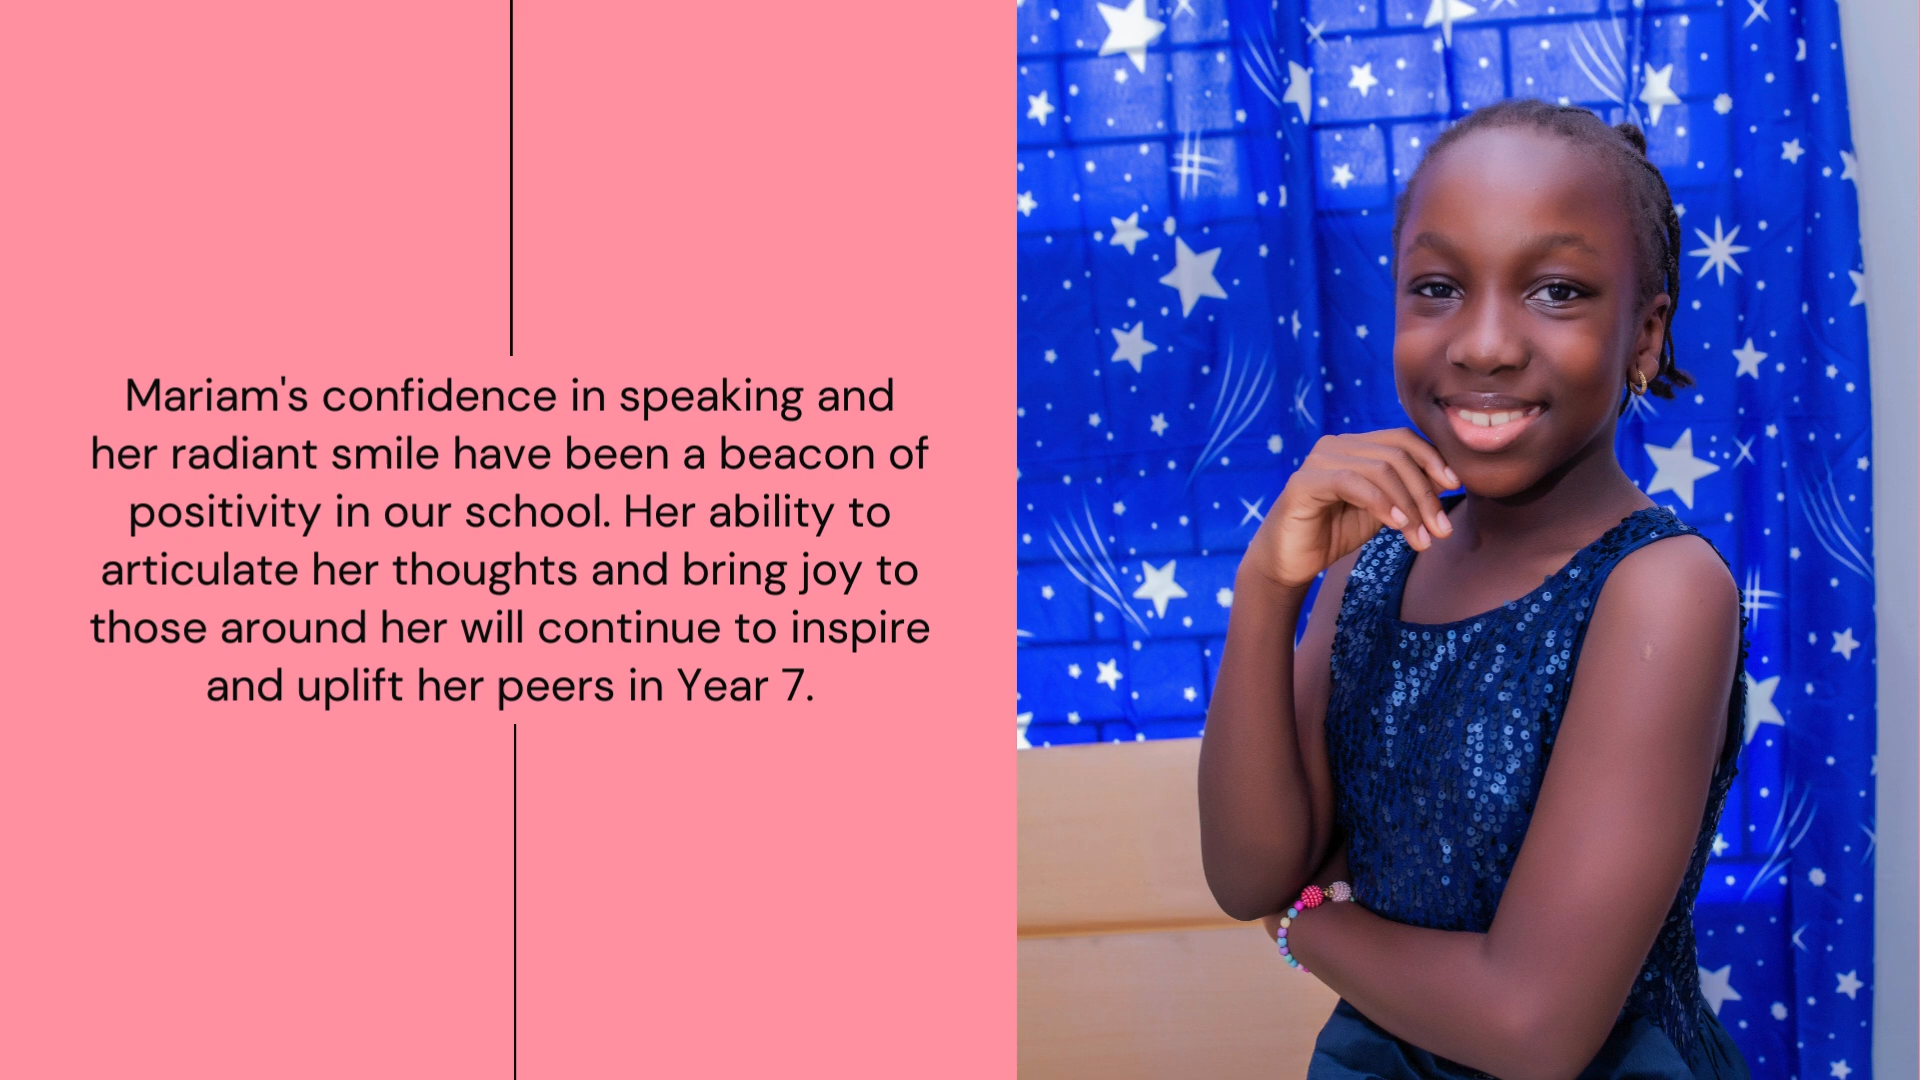 Mariam's confidence in speaking and
her radiant smile have been a beacon of
positivity in our school. Her ability to
articulate her thoughts and bring joy to
those around her will continue to inspire
and uplift her peers in Year 7.